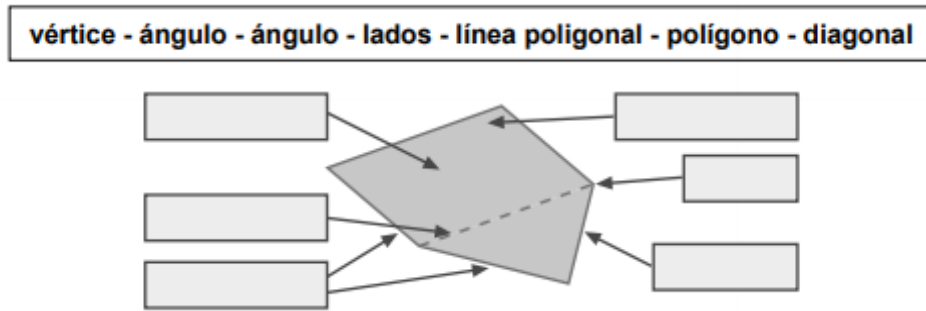 vértice - ángulo - ángulo - lados - línea poligonal - polígono - diagonal